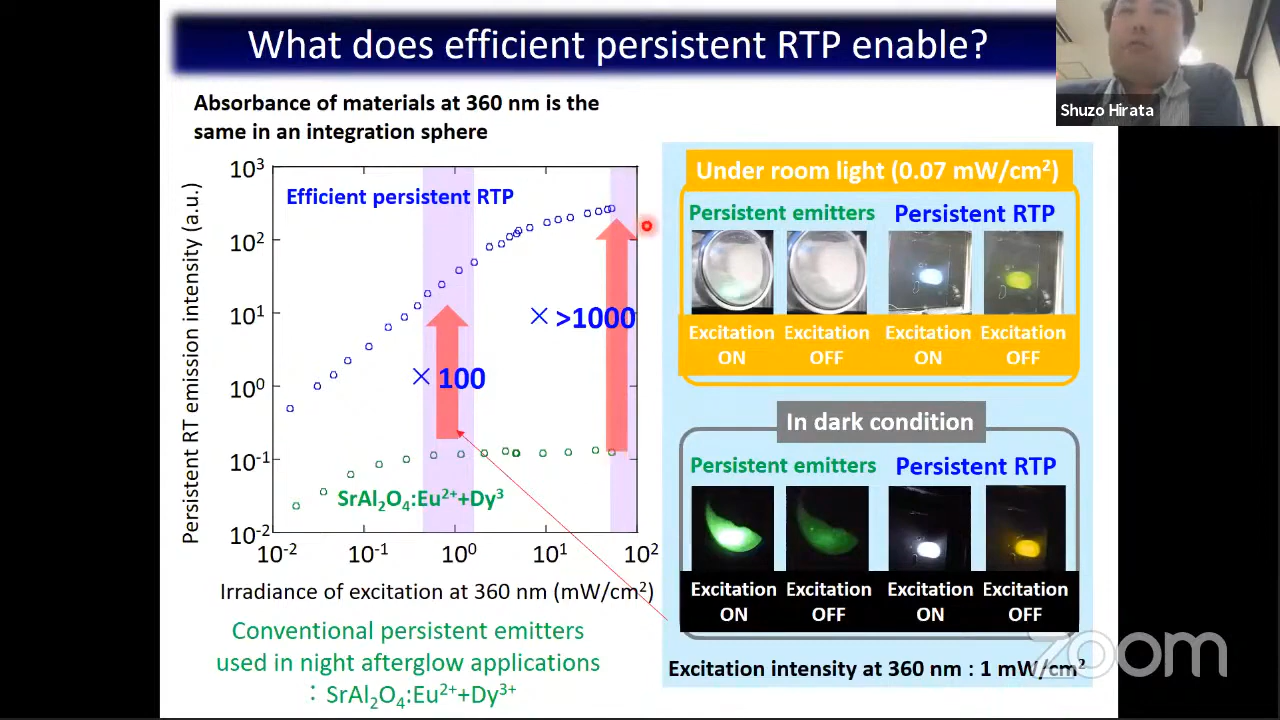 What does efficient persistent RTP enable?
Shuzo Hirata
Absorbance of materials at 360 nm is the
same in an integration sphere
Persistent RT emission intensity (a.u.)
10³
10²
10¹
10⁰
10⁻¹
10⁻²
Efficient persistent RTP
× >1000
× 100
SrAl₂O₄:Eu²⁺+Dy³
10⁻² 10⁻¹ 10⁰ 10¹ 10²
Irradiance of excitation at 360 nm (mW/cm²)
Conventional persistent emitters
used in night afterglow applications
：SrAl₂O₄:Eu²⁺+Dy³⁺
Under room light (0.07 mW/cm²)
Persistent emitters Persistent RTP
Excitation Excitation Excitation Excitation
ON OFF ON OFF
In dark condition
Persistent emitters Persistent RTP
Excitation Excitation Excitation Excitation
ON OFF ON OFF
Excitation intensity at 360 nm : 1 mW/cm²
zoom